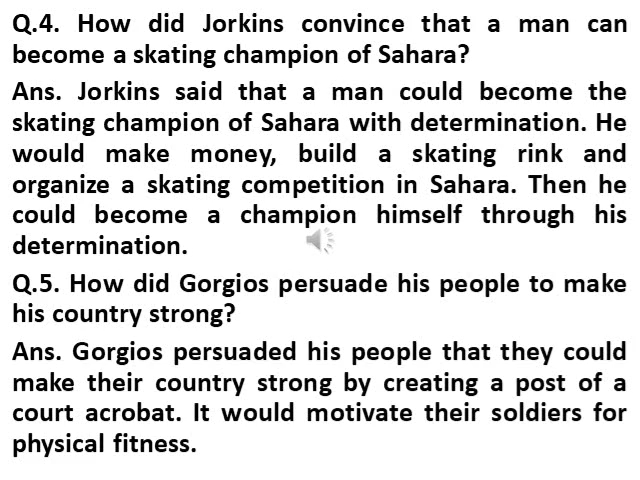 Q.4. How did Jorkins convince that a man can
become a skating champion of Sahara?
Ans. Jorkins said that a man could become the
skating champion of Sahara with determination. He
would make money, build a skating rink and
organize a skating competition in Sahara. Then he
could become a champion himself through his
determination.
Q.5. How did Gorgios persuade his people to make
his country strong?
Ans. Gorgios persuaded his people that they could
make their country strong by creating a post of a
court acrobat. It would motivate their soldiers for
physical fitness.